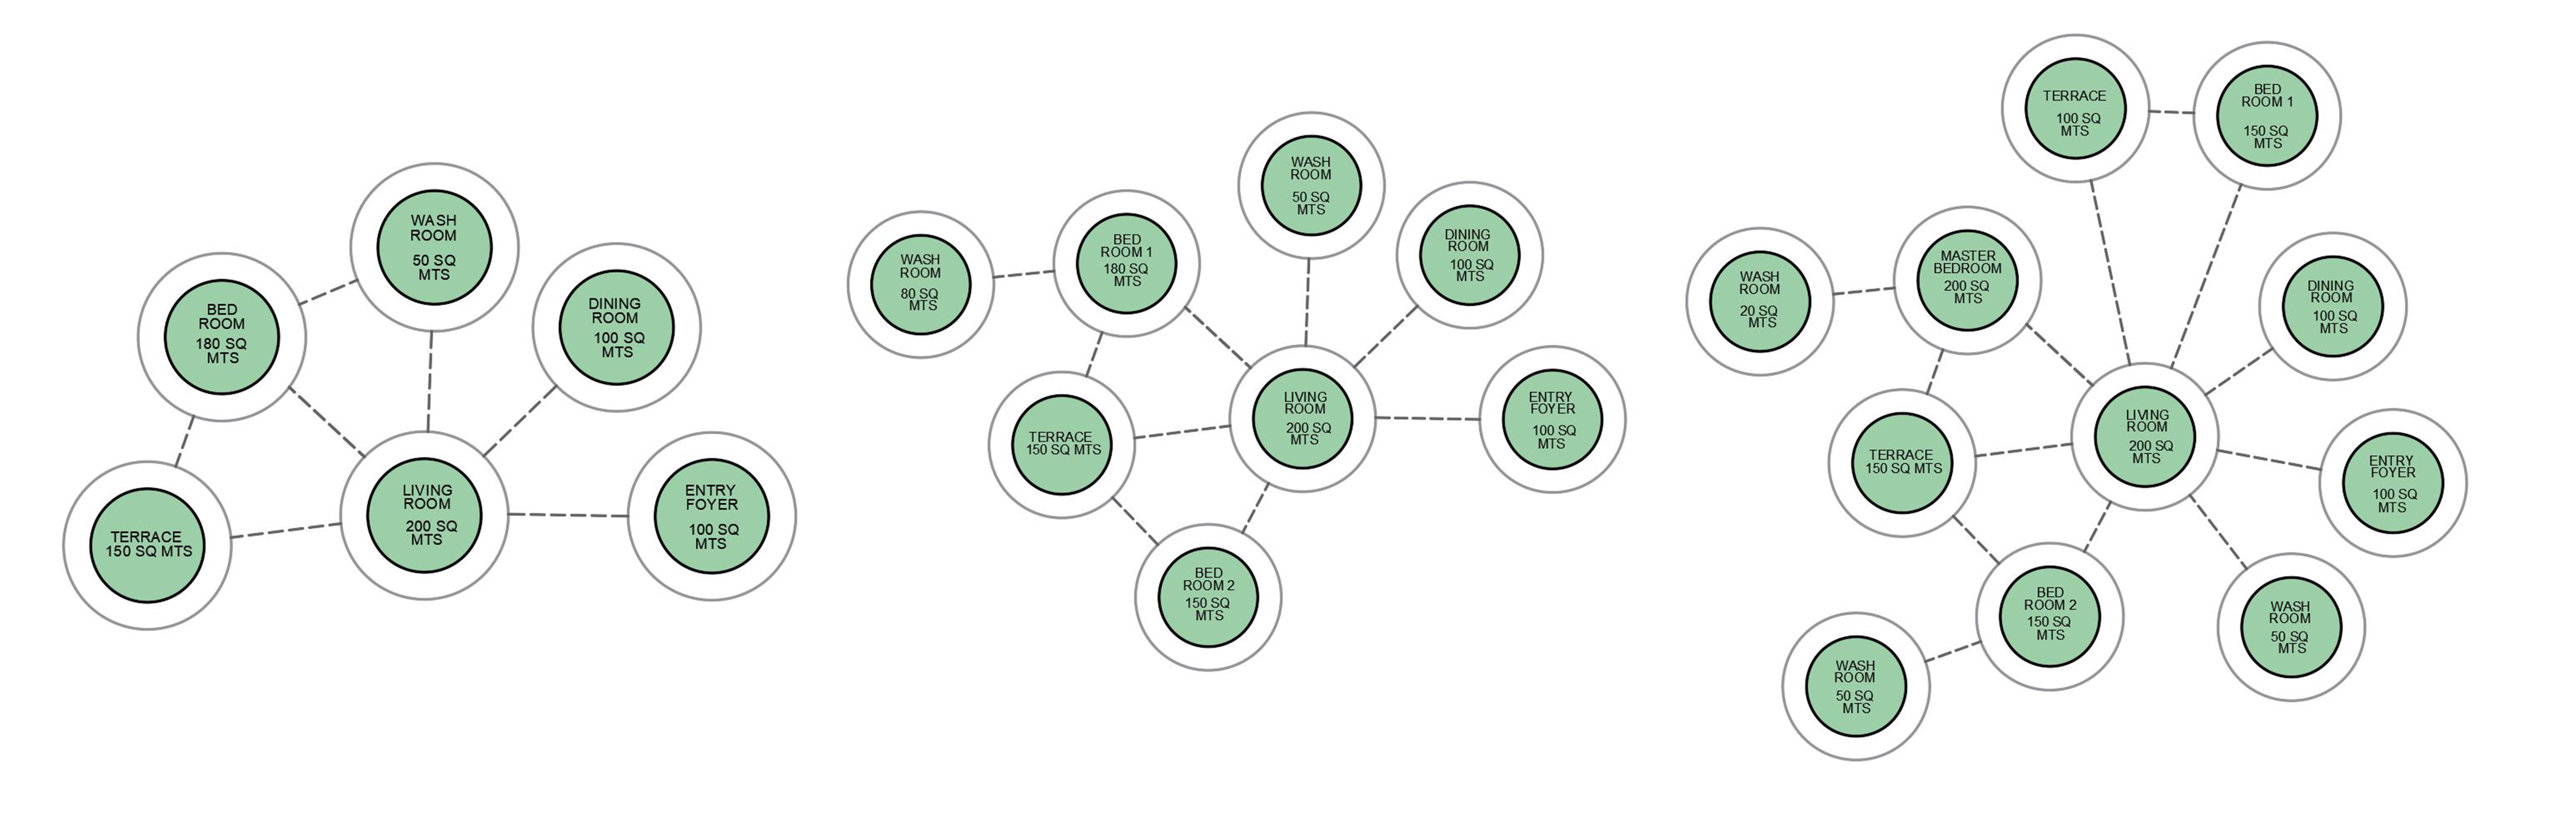 WASH
ROOM
50 SQ
MTS
BED
ROOM
180 SQ
MTS
DINING
ROOM
100 SQ
MTS
TERRACE
150 SQ MTS
LIVING
ROOM
200 SQ
MTS
ENTRY
FOYER
100 SQ
MTS
WASH
ROOM
50 SQ
MTS
WASH
ROOM
80 SQ
MTS
BED
ROOM 1
180 SQ
MTS
DINING
ROOM
100 SQ
MTS
TERRACE
150 SQ MTS
LIVING
ROOM
200 SQ
MTS
ENTRY
FOYER
100 SQ
MTS
BED
ROOM 2
150 SQ
MTS
TERRACE
100 SQ
MTS
BED
ROOM 1
150 SQ
MTS
WASH
ROOM
20 SQ
MTS
MASTER
BEDROOM
200 SQ
MTS
DINING
ROOM
100 SQ
MTS
TERRACE
150 SQ MTS
LIVING
ROOM
200 SQ
MTS
ENTRY
FOYER
100 SQ
MTS
BED
ROOM 2
150 SQ
MTS
WASH
ROOM
50 SQ
MTS
WASH
ROOM
50 SQ
MTS